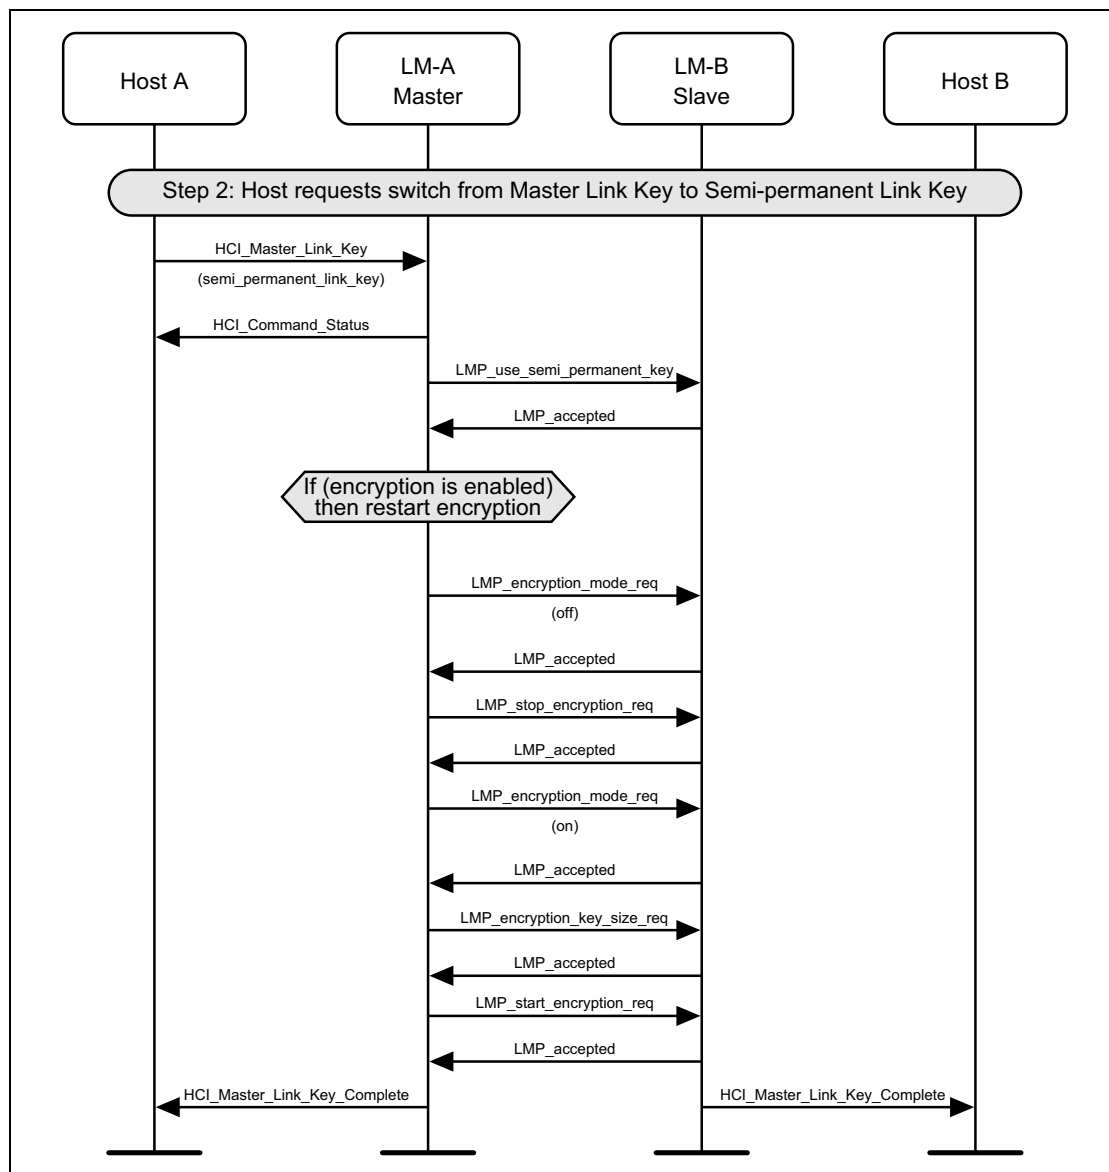 Host A
LM-A
Master
LM-B
Slave
Host B
Step 2: Host requests switch from Master Link Key to Semi-permanent Link Key
HCI_Master_Link_Key
(semi_permanent_link_key)
HCI_Command_Status
LMP_use_semi_permanent_key
LMP_accepted
If (encryption is enabled)
then restart encryption
LMP_encryption_mode_req
(off)
LMP_accepted
LMP_stop_encryption_req
LMP_accepted
LMP_encryption_mode_req
(on)
LMP_accepted
LMP_encryption_key_size_req
LMP_accepted
LMP_start_encryption_req
LMP_accepted
HCI_Master_Link_Key_Complete
HCI_Master_Link_Key_Complete